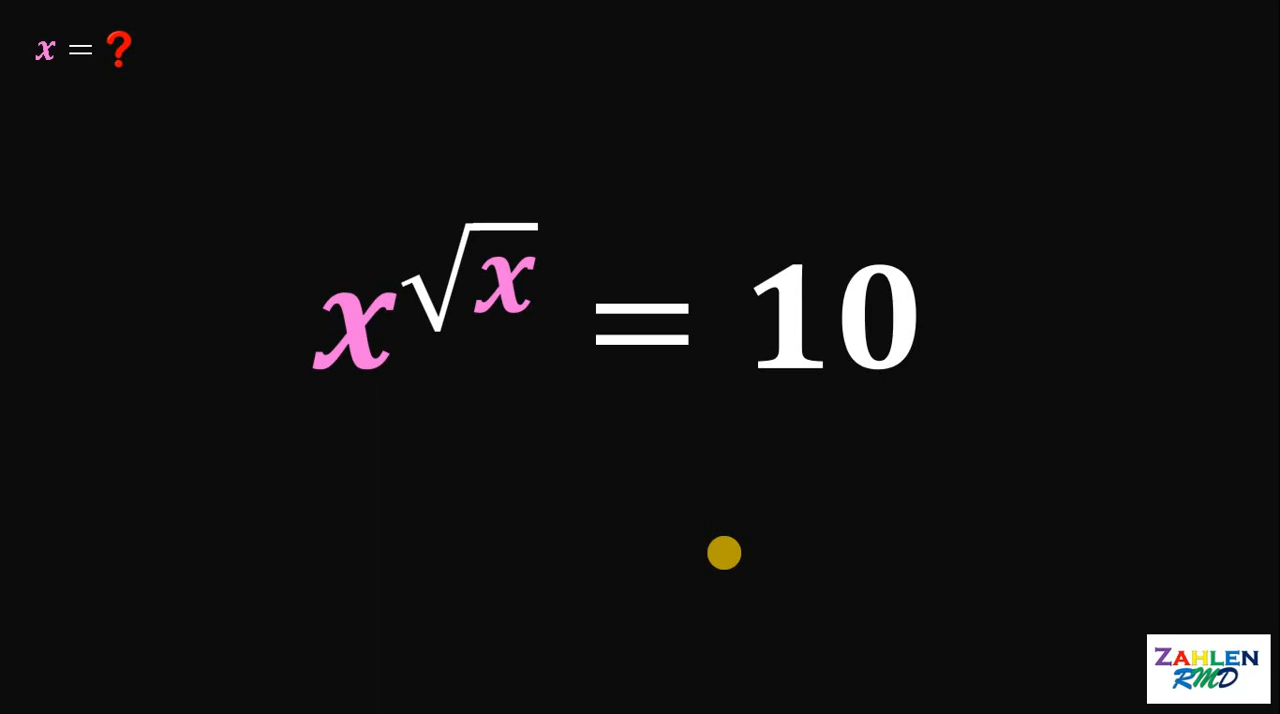 x = ❓
x^√x = 10
ZAHLEN
RMD